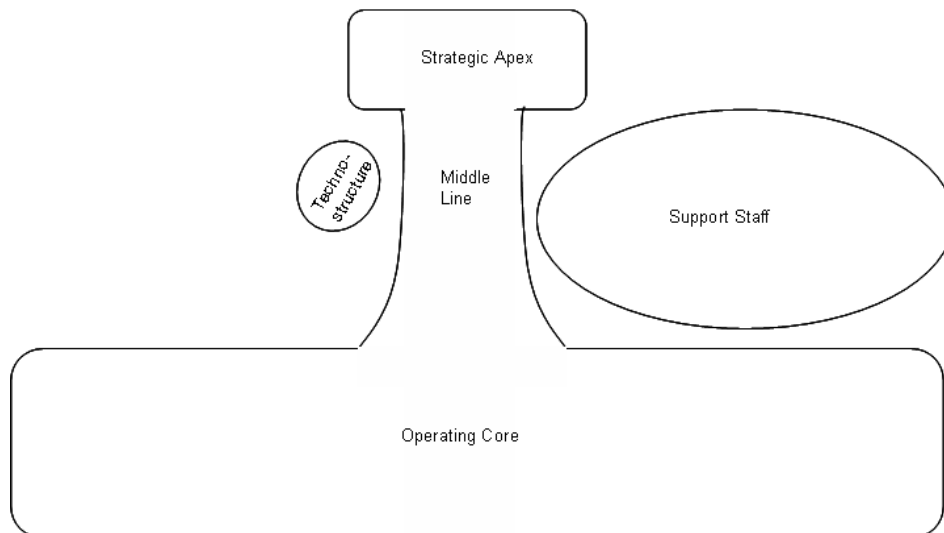 Strategic Apex
Techno-
structure
Middle
Line
Support Staff
Operating Core